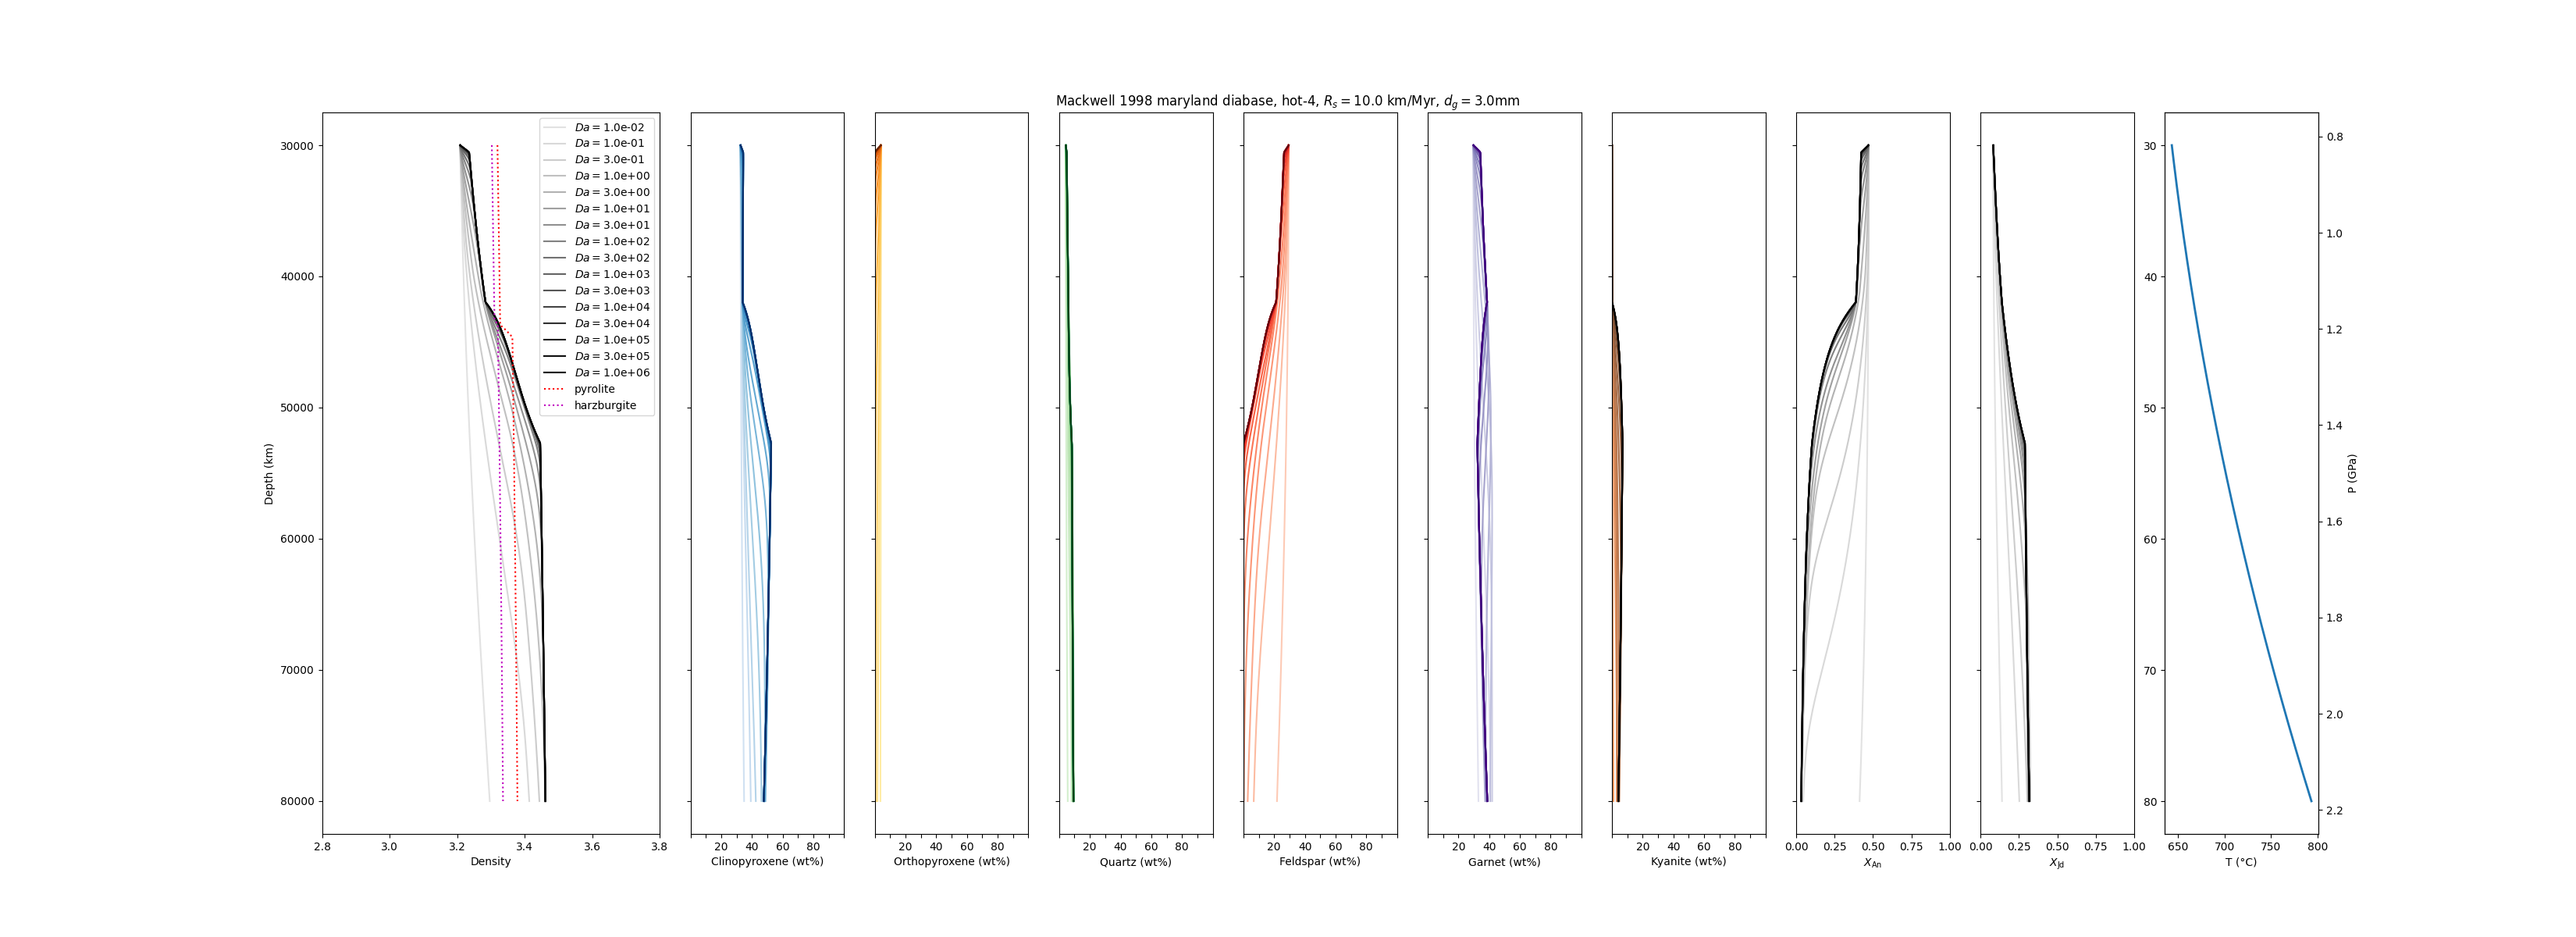 Mackwell 1998 maryland diabase, hot-4, R_s = 10.0 km/Myr, d_g = 3.0mm
Da = 1.0e-02
Da = 1.0e-01
Da = 3.0e-01
Da = 1.0e+00
Da = 3.0e+00
Da = 1.0e+01
Da = 3.0e+01
Da = 1.0e+02
Da = 3.0e+02
Da = 1.0e+03
Da = 3.0e+03
Da = 1.0e+04
Da = 3.0e+04
Da = 1.0e+05
Da = 3.0e+05
Da = 1.0e+06
pyrolite
harzburgite
Depth (km)
30000
40000
50000
60000
70000
80000
2.8 3.0 3.2 3.4 3.6 3.8
Density
20 40 60 80
Clinopyroxene (wt%)
20 40 60 80
Orthopyroxene (wt%)
20 40 60 80
Quartz (wt%)
20 40 60 80
Feldspar (wt%)
20 40 60 80
Garnet (wt%)
20 40 60 80
Kyanite (wt%)
0.00 0.25 0.50 0.75 1.00
X_An
0.00 0.25 0.50 0.75 1.00
X_Jd
30
40
50
60
70
80
650 700 750 800
T (°C)
0.8
1.0
1.2
1.4
1.6
1.8
2.0
2.2
P (GPa)